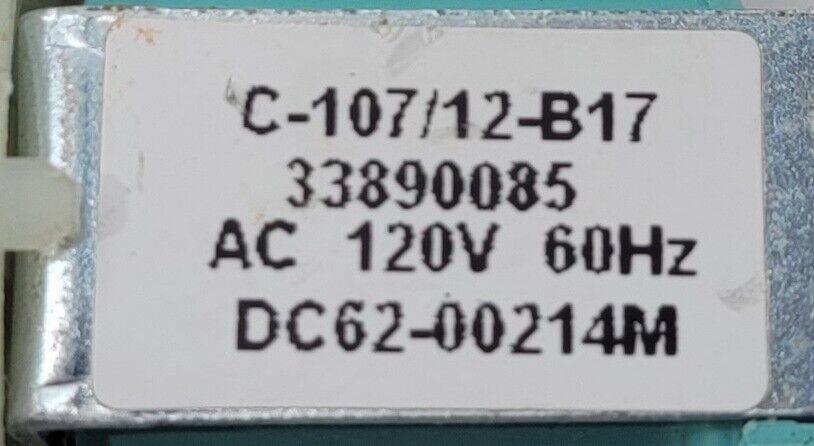 C-107/12-B17
33890085
AC 120V 60Hz
DC62-00214M